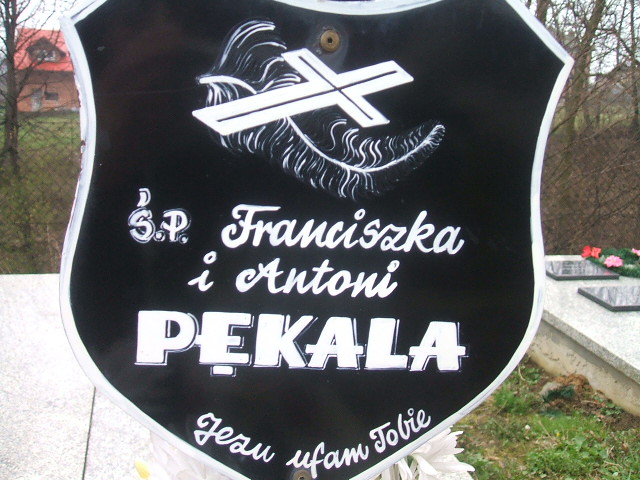 Ś.P. Franciszka
i Antoni
PĘKALA
Jezu ufam Tobie